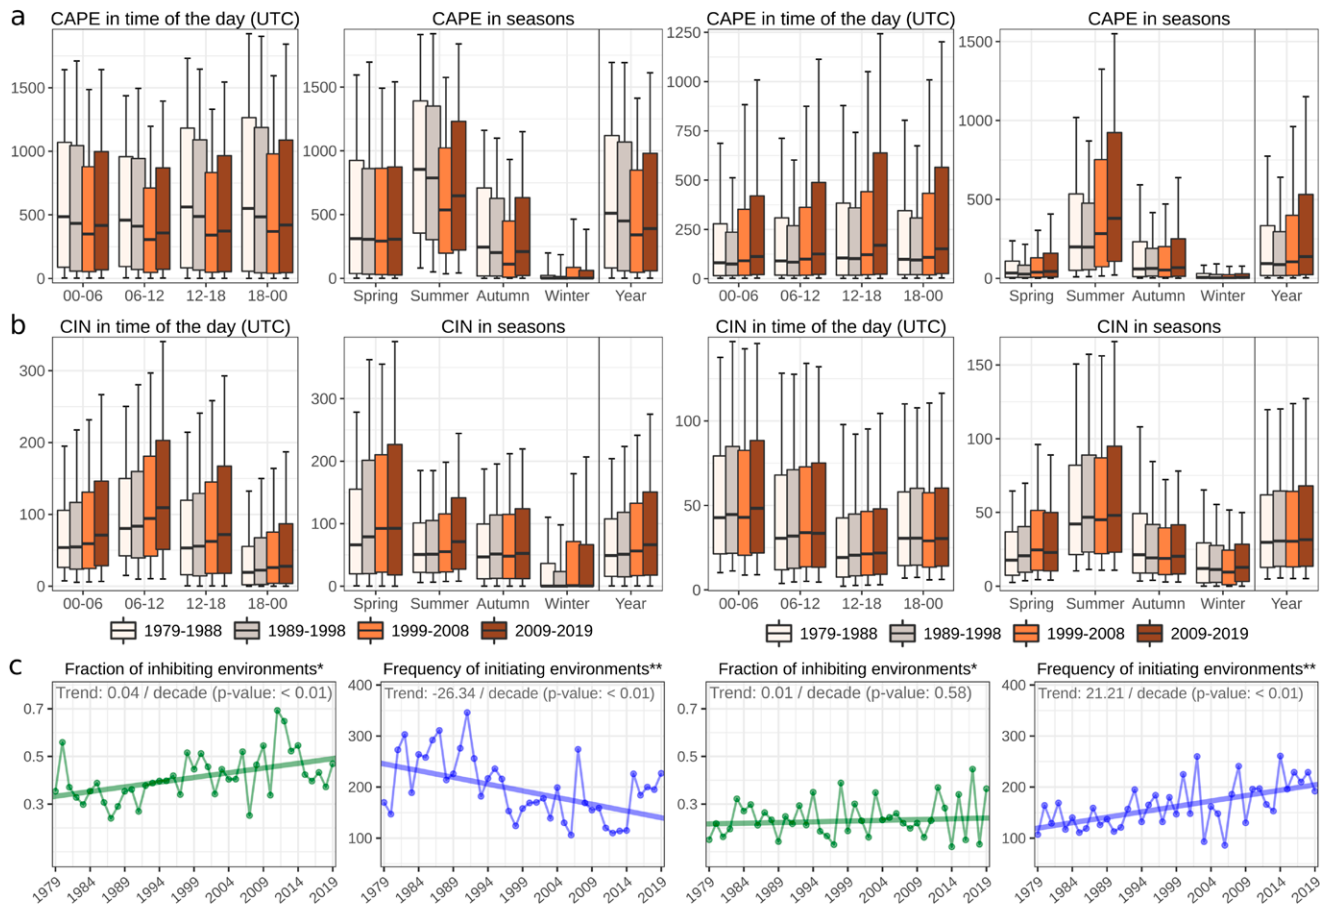 a
CAPE in time of the day (UTC)
CAPE in seasons
CAPE in time of the day (UTC)
CAPE in seasons
1500
1000
500
0
00-06 06-12 12-18 18-00
1500
1000
500
0
Spring Summer Autumn Winter Year
1250
1000
750
500
250
0
00-06 06-12 12-18 18-00
1500
1000
500
0
Spring Summer Autumn Winter Year
b
CIN in time of the day (UTC)
CIN in seasons
CIN in time of the day (UTC)
CIN in seasons
300
200
100
0
00-06 06-12 12-18 18-00
300
200
100
0
Spring Summer Autumn Winter Year
100
50
0
00-06 06-12 12-18 18-00
150
100
50
0
Spring Summer Autumn Winter Year
1979-1988 1989-1998 1999-2008 2009-2019
1979-1988 1989-1998 1999-2008 2009-2019
c
Fraction of inhibiting environments*
Trend: 0.04 / decade (p-value: < 0.01)
0.7
0.5
0.3
1979 1984 1989 1994 1999 2004 2009 2014 2019
Frequency of initiating environments**
Trend: -26.34 / decade (p-value: < 0.01)
400
300
200
100
1979 1984 1989 1994 1999 2004 2009 2014 2019
Fraction of inhibiting environments*
Trend: 0.01 / decade (p-value: 0.58)
0.7
0.5
0.3
1979 1984 1989 1994 1999 2004 2009 2014 2019
Frequency of initiating environments**
Trend: 21.21 / decade (p-value: < 0.01)
400
300
200
100
1979 1984 1989 1994 1999 2004 2009 2014 2019